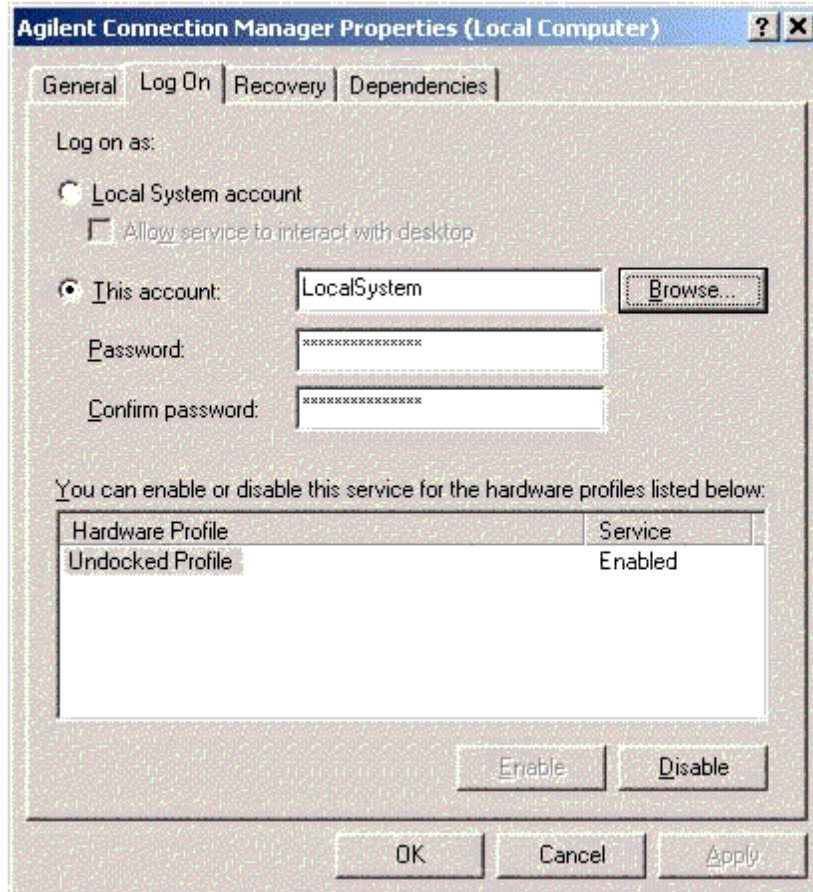 Agilent Connection Manager Properties (Local Computer) ? X
General Log On Recovery Dependencies
Log on as:
Local System account
Allow service to interact with desktop
This account: LocalSystem Browse...
Password: ***************
Confirm password: ***************
You can enable or disable this service for the hardware profiles listed below:
Hardware Profile Service
Undocked Profile Enabled
Enable Disable
OK Cancel Apply